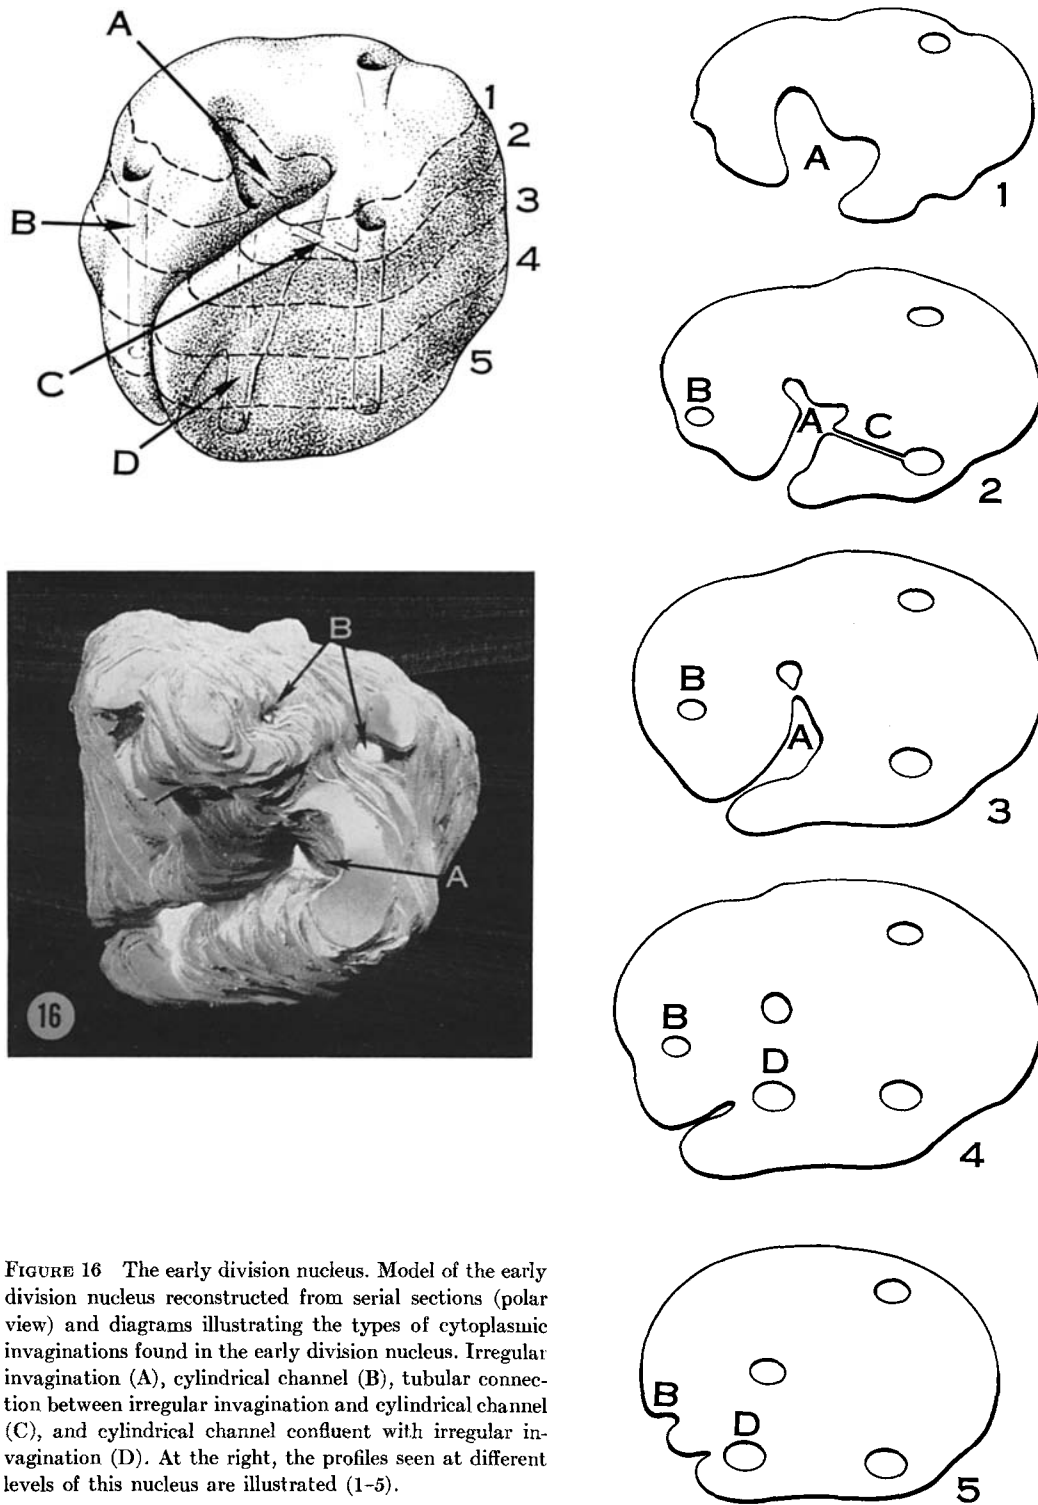 A
1
2
3
4
5
B
C
D
A
1
B
A
C
2
B
A
3
B
D
4
B
D
5
B
A
16
FIGURE 16 The early division nucleus. Model of the early
division nucleus reconstructed from serial sections (polar
view) and diagrams illustrating the types of cytoplasmic
invaginations found in the early division nucleus. Irregular
invagination (A), cylindrical channel (B), tubular connec-
tion between irregular invagination and cylindrical channel
(C), and cylindrical channel confluent with irregular in-
vagination (D). At the right, the profiles seen at different
levels of this nucleus are illustrated (1–5).